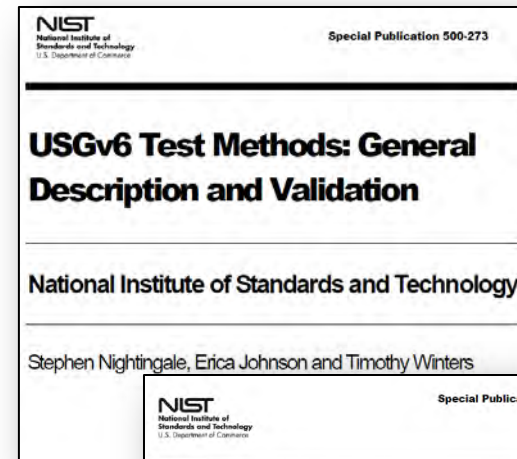 NIST
National Institute of
Standards and Technology
U.S. Department of Commerce
Special Publication 500-273
USGv6 Test Methods: General
Description and Validation
National Institute of Standards and Technology
Stephen Nightingale, Erica Johnson and Timothy Winters
NIST
National Institute of
Standards and Technology
U.S. Department of Commerce
Special Publica